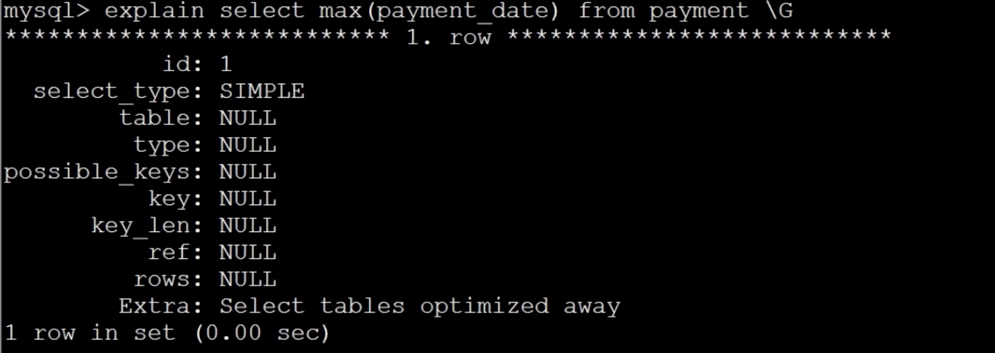 mysql> explain select max(payment_date) from payment \G
*************************** 1. row ***************************
id: 1
select_type: SIMPLE
table: NULL
type: NULL
possible_keys: NULL
key: NULL
key_len: NULL
ref: NULL
rows: NULL
Extra: Select tables optimized away
1 row in set (0.00 sec)